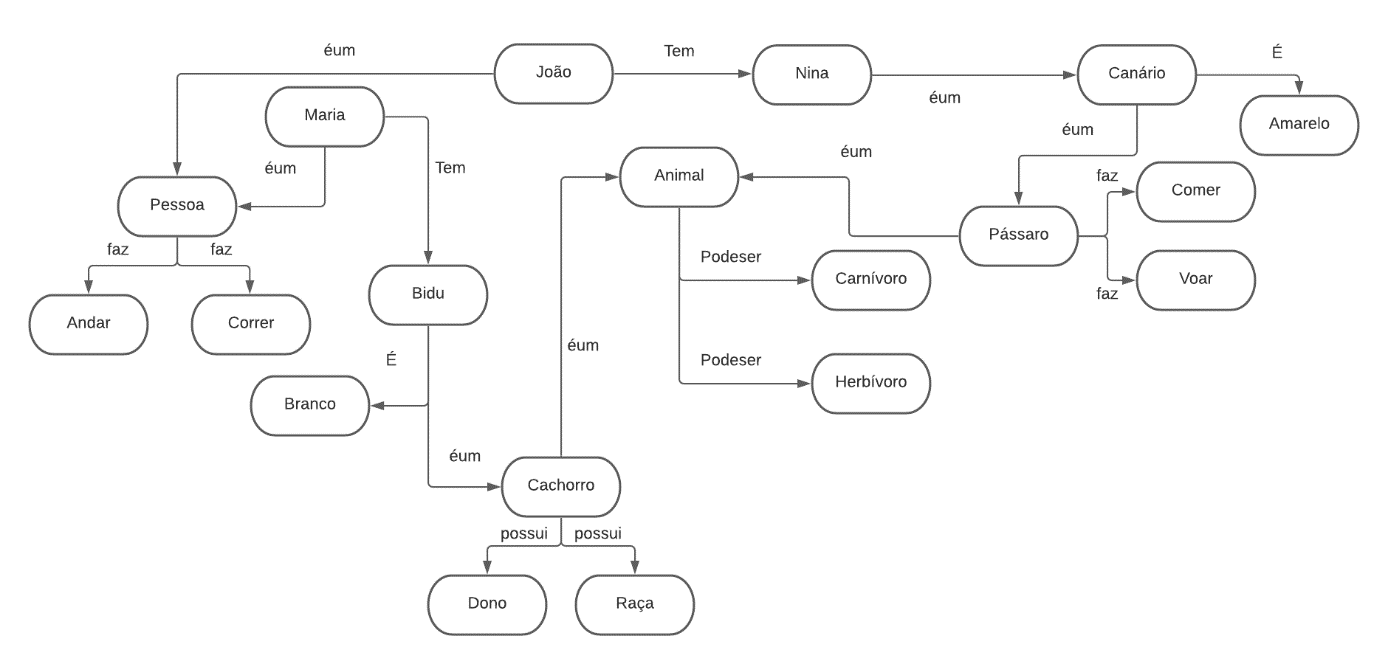 éum
João
Tem
Nina
éum
Canário
É
Amarelo
Maria
éum
Tem
Pessoa
faz
faz
Andar
Correr
Bidu
É
Branco
éum
Cachorro
possui
possui
Dono
Raça
éum
Animal
éum
Podeser
Carnívoro
Podeser
Herbívoro
éum
Pássaro
faz
Comer
faz
Voar